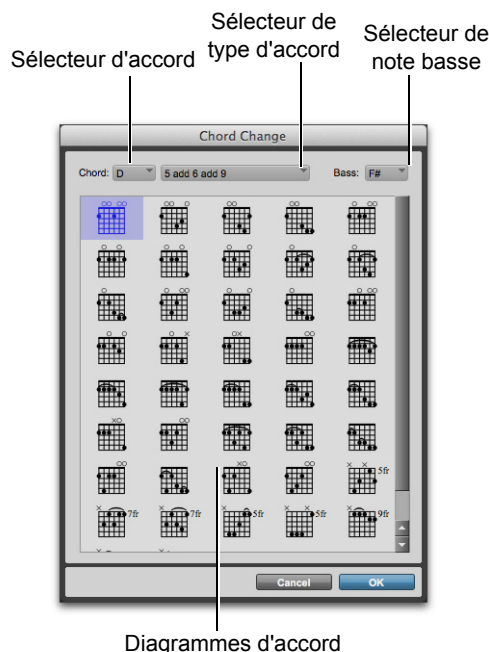 Sélecteur d'accord
Sélecteur de
type d'accord
Sélecteur de
note basse
Chord Change
Chord: D 5 add 6 add 9 Bass: F#
5fr
7fr 7fr 5fr 5fr 9fr
Cancel OK
Diagrammes d'accord